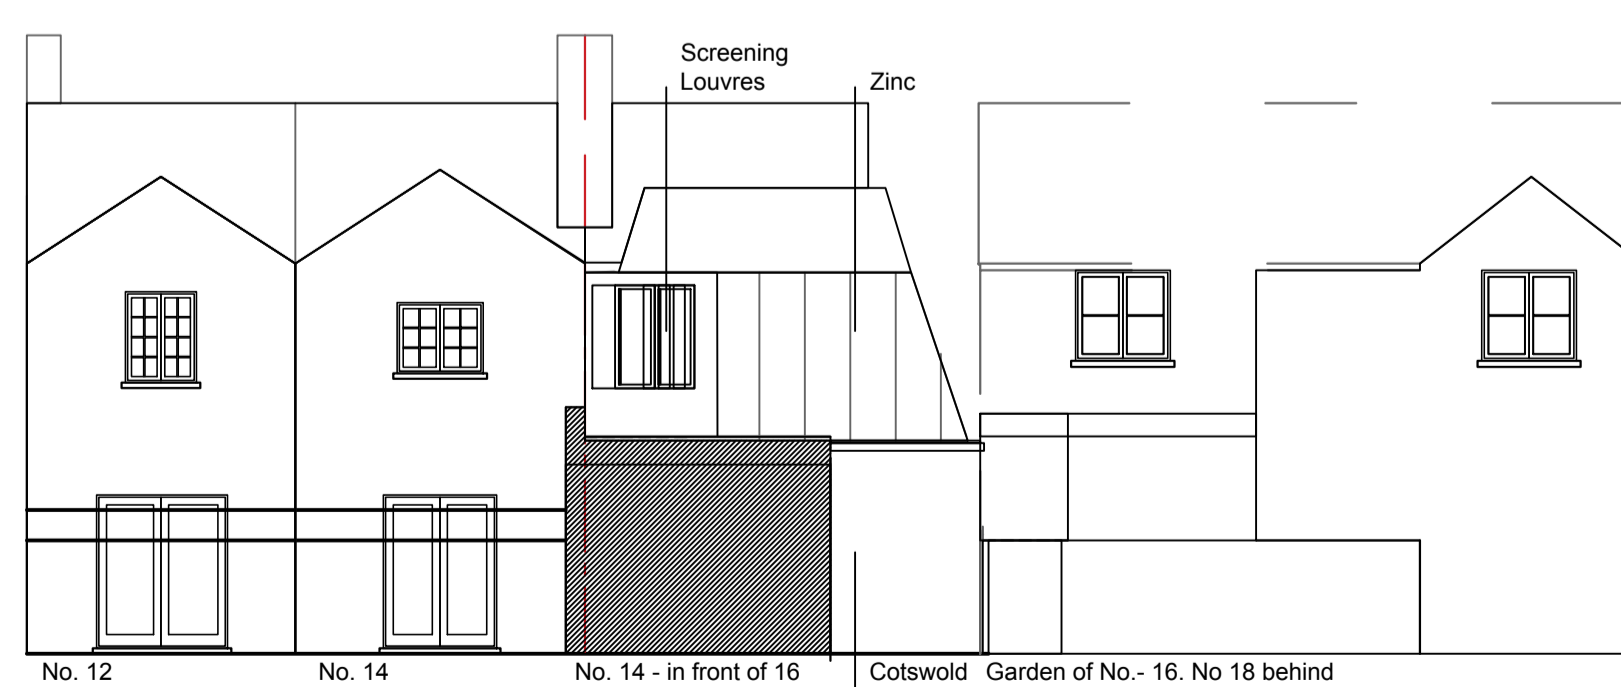 Screening
Louvres
Zinc
No. 12
No. 14
No. 14 - in front of 16
Cotswold
Garden of No.- 16. No 18 behind